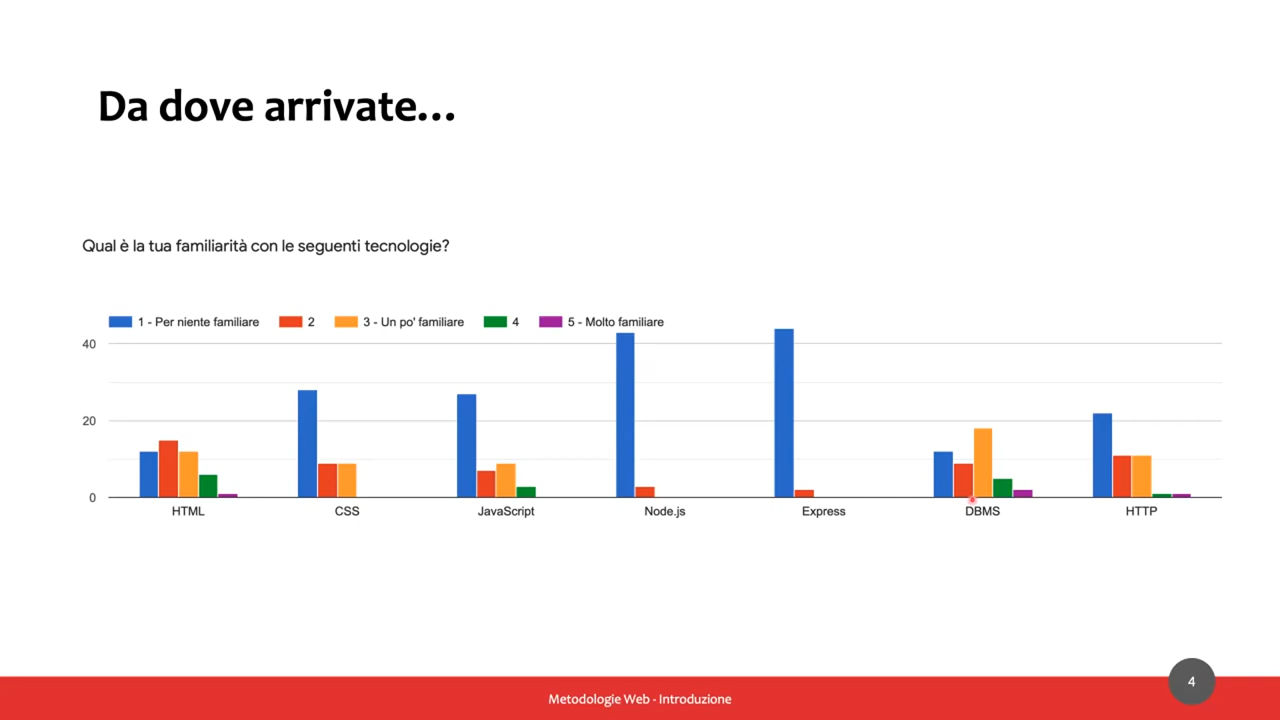 Da dove arrivate...
Qual è la tua familiarità con le seguenti tecnologie?
1 - Per niente familiare 2 3 - Un po' familiare 4 5 - Molto familiare
40
20
0
HTML CSS JavaScript Node.js Express DBMS HTTP
4
Metodologie Web - Introduzione